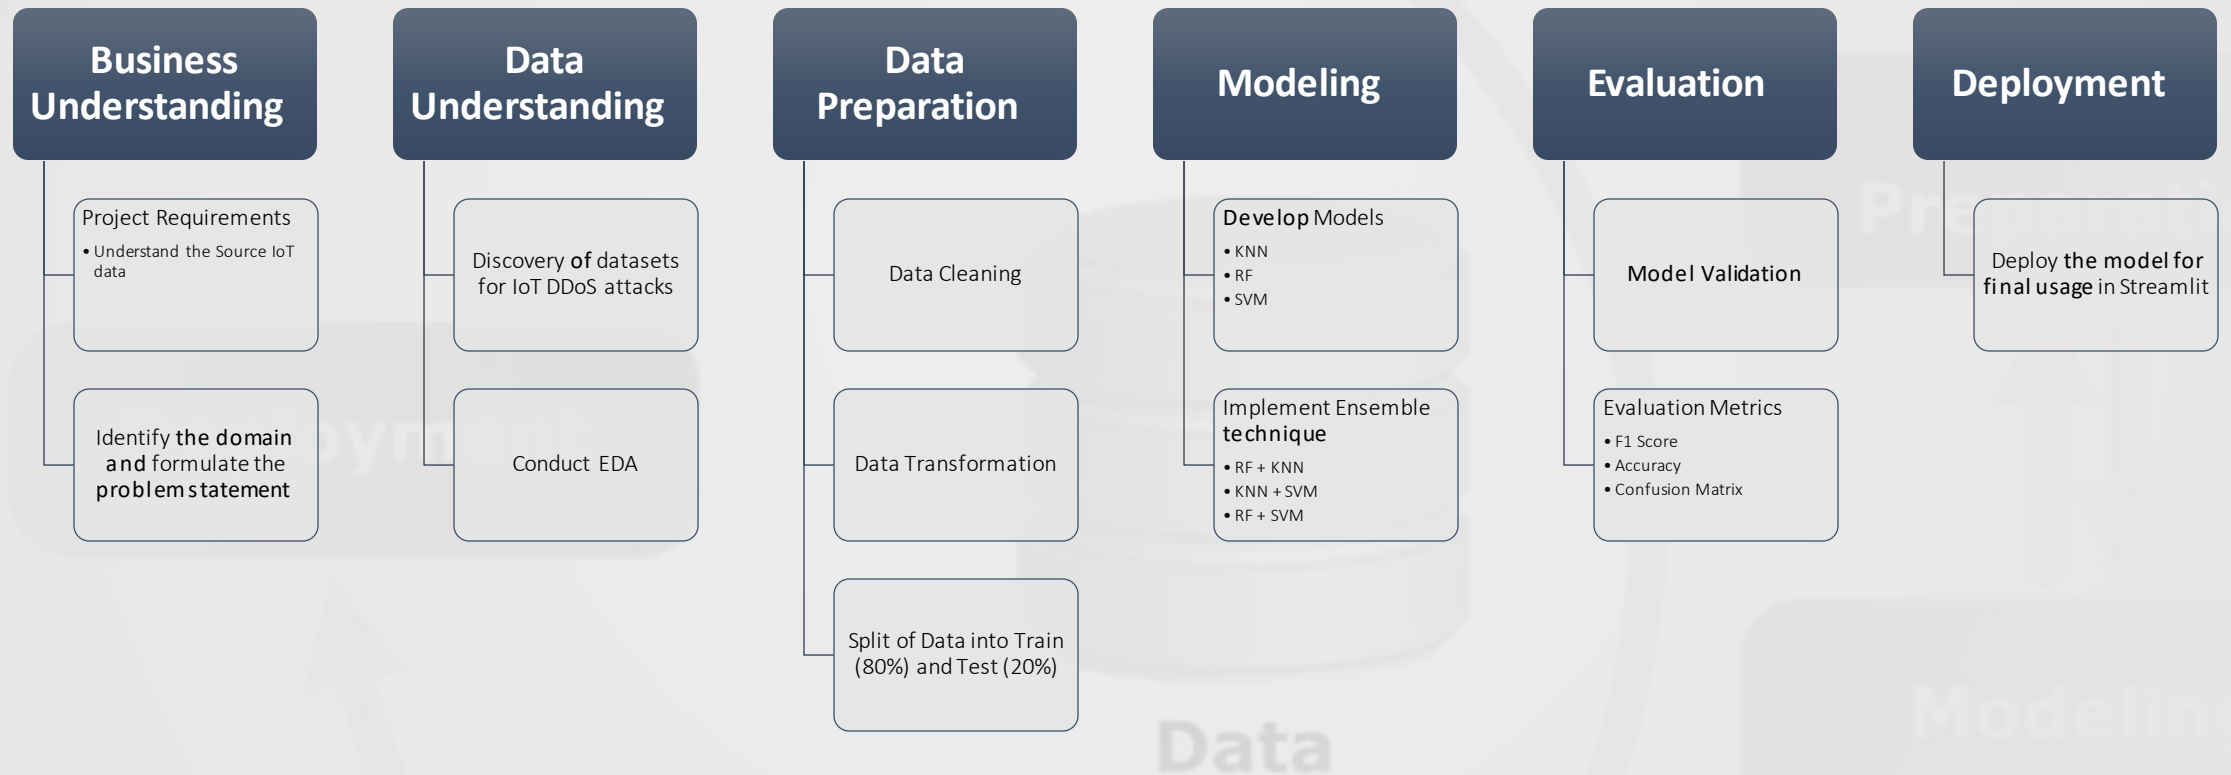 Business
Understanding
Project Requirements
• Understand the Source IoT
data
Identify the domain
and formulate the
problem statement
Data
Understanding
Discovery of datasets
for IoT DDoS attacks
Conduct EDA
Data
Preparation
Data Cleaning
Data Transformation
Split of Data into Train
(80%) and Test (20%)
Modeling
Develop Models
• KNN
• RF
• SVM
Implement Ensemble
technique
• RF + KNN
• KNN + SVM
• RF + SVM
Evaluation
Model Validation
Evaluation Metrics
• F1 Score
• Accuracy
• Confusion Matrix
Deployment
Deploy the model for
final usage in Streamlit
Data
Modeling